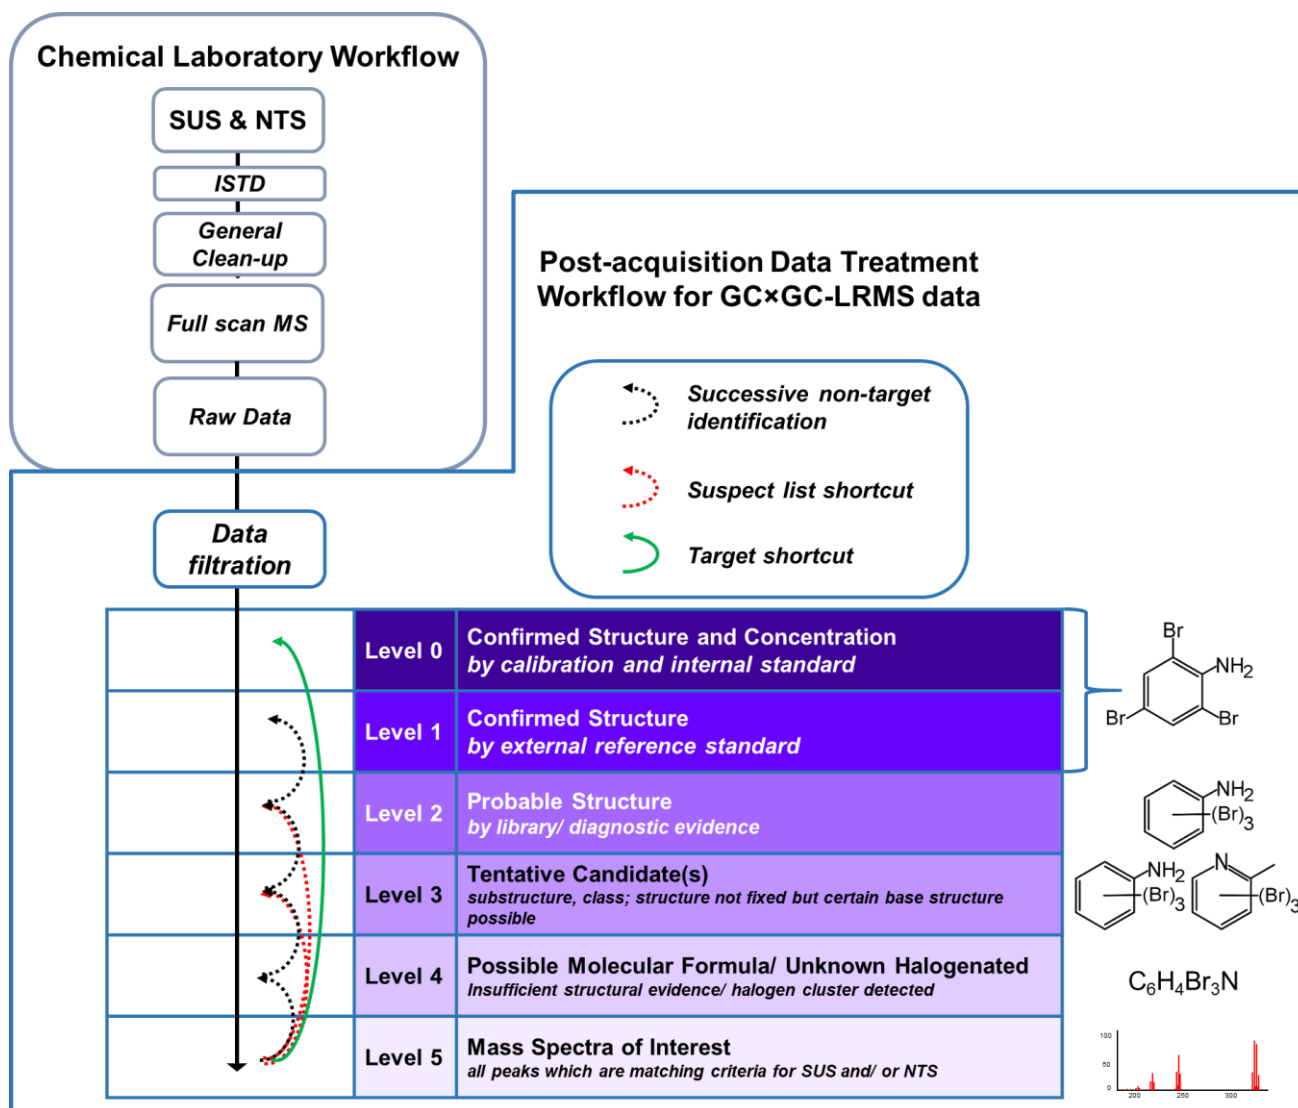 Chemical Laboratory Workflow
SUS & NTS
ISTD
General
Clean-up
Full scan MS
Raw Data
Post-acquisition Data Treatment
Workflow for GC×GC-LRMS data
Successive non-target
identification
Suspect list shortcut
Target shortcut
Data
filtration
Level 0
Confirmed Structure and Concentration
by calibration and internal standard
Br
NH2
Br
Br
Level 1
Confirmed Structure
by external reference standard
Level 2
Probable Structure
by library/ diagnostic evidence
NH2
(Br)3
Level 3
Tentative Candidate(s)
substructure, class; structure not fixed but certain base structure
possible
NH2
(Br)3
N
(Br)3
Level 4
Possible Molecular Formula/ Unknown Halogenated
Insufficient structural evidence/ halogen cluster detected
C6H4Br3N
Level 5
Mass Spectra of Interest
all peaks which are matching criteria for SUS and/ or NTS
100
50
0
200 250 300